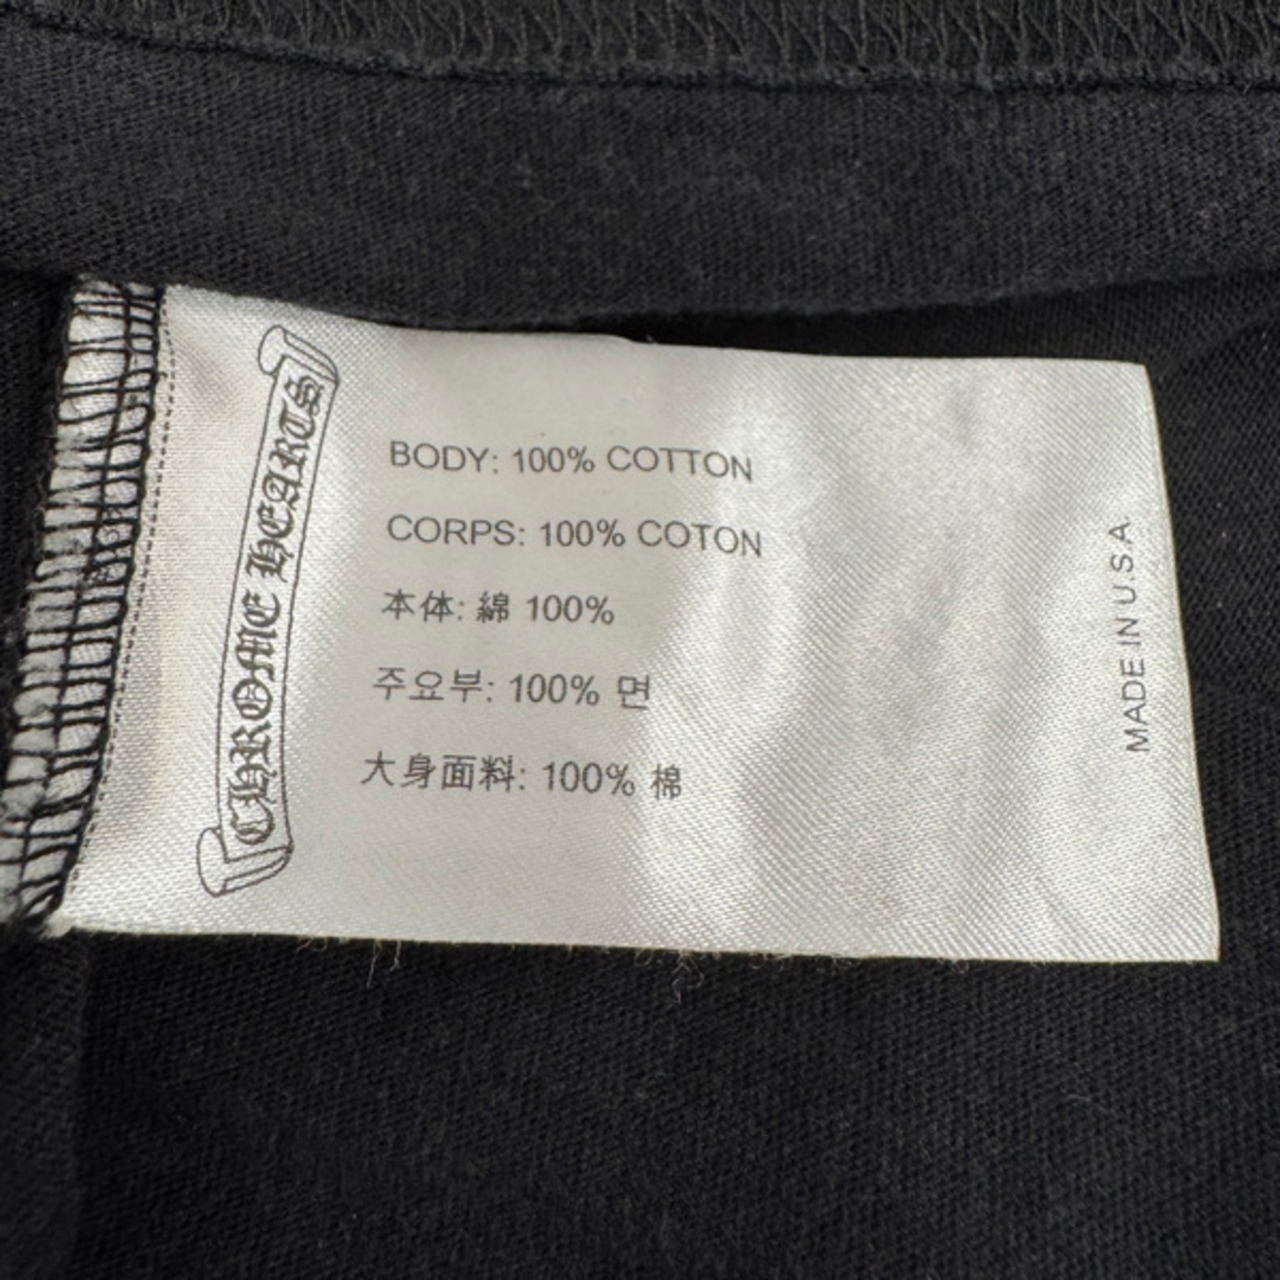 CHROME HEARTS
BODY: 100% COTTON
CORPS: 100% COTON
本体: 綿 100%
주요부: 100% 면
大身面料: 100% 棉
MADE IN U.S.A.